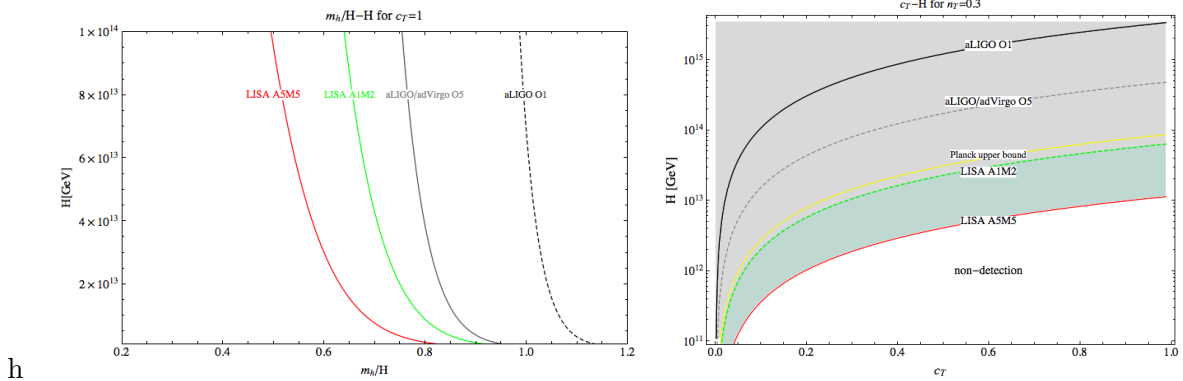 m_h/H−H for c_T=1
H[GeV]
1×10^14
8.×10^13
6.×10^13
4.×10^13
2.×10^13
LISA A5M5
LISA A1M2
aLIGO/adVirgo O5
aLIGO O1
0.2 0.4 0.6 0.8 1.0 1.2
m_h/H
h
c_T−H for n_T=0.3
H [GeV]
10^15
10^14
10^13
10^12
10^11
aLIGO O1
aLIGO/adVirgo O5
Planck upper bound
LISA A1M2
LISA A5M5
non−detection
0.0 0.2 0.4 0.6 0.8 1.0
c_T